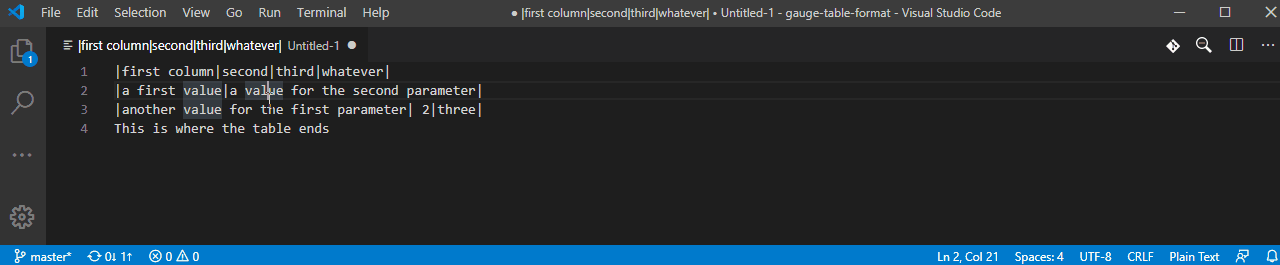 File Edit Selection View Go Run Terminal Help ● |first column|second|third|whatever| • Untitled-1 - gauge-table-format - Visual Studio Code
|first column|second|third|whatever| Untitled-1 ●
1 |first column|second|third|whatever|
2 |a first value|a value for the second parameter|
3 |another value for the first parameter| 2|three|
4 This is where the table ends
1
master* 0↓ 1↑ 0 0 Ln 2, Col 21 Spaces: 4 UTF-8 CRLF Plain Text